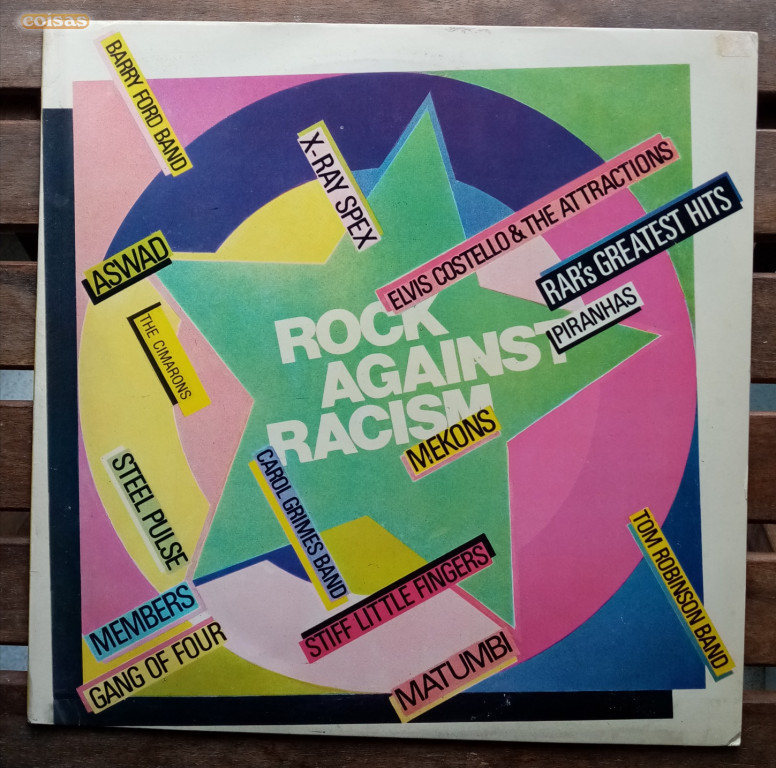 coisas
BARRY FORD BAND
X-RAY SPEX
ELVIS COSTELLO & THE ATTRACTIONS
RAR's GREATEST HITS
ASWAD
PIRANHAS
THE CIMARONS
ROCK
AGAINST
RACISM
MEKONS
STEEL PULSE
CAROL GRIMES BAND
TOM ROBINSON BAND
STIFF LITTLE FINGERS
MEMBERS
GANG OF FOUR
MATUMBI